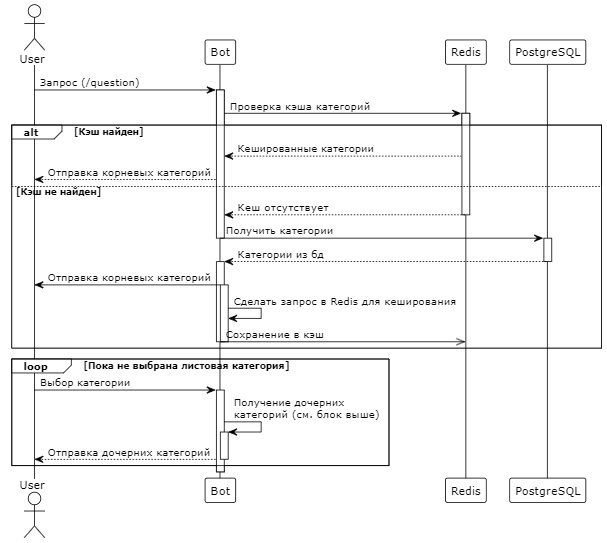 User
Bot
Redis
PostgreSQL
Запрос (/question)
Проверка кэша категорий
alt
[Кэш найден]
Кешированные категории
Отправка корневых категорий
[Кэш не найден]
Кеш отсутствует
Получить категории
Категории из бд
Отправка корневых категорий
Сделать запрос в Redis для кеширования
Сохранение в кэш
loop
[Пока не выбрана листовая категория]
Выбор категории
Получение дочерних
категорий (см. блок выше)
Отправка дочерних категорий
User
Bot
Redis
PostgreSQL